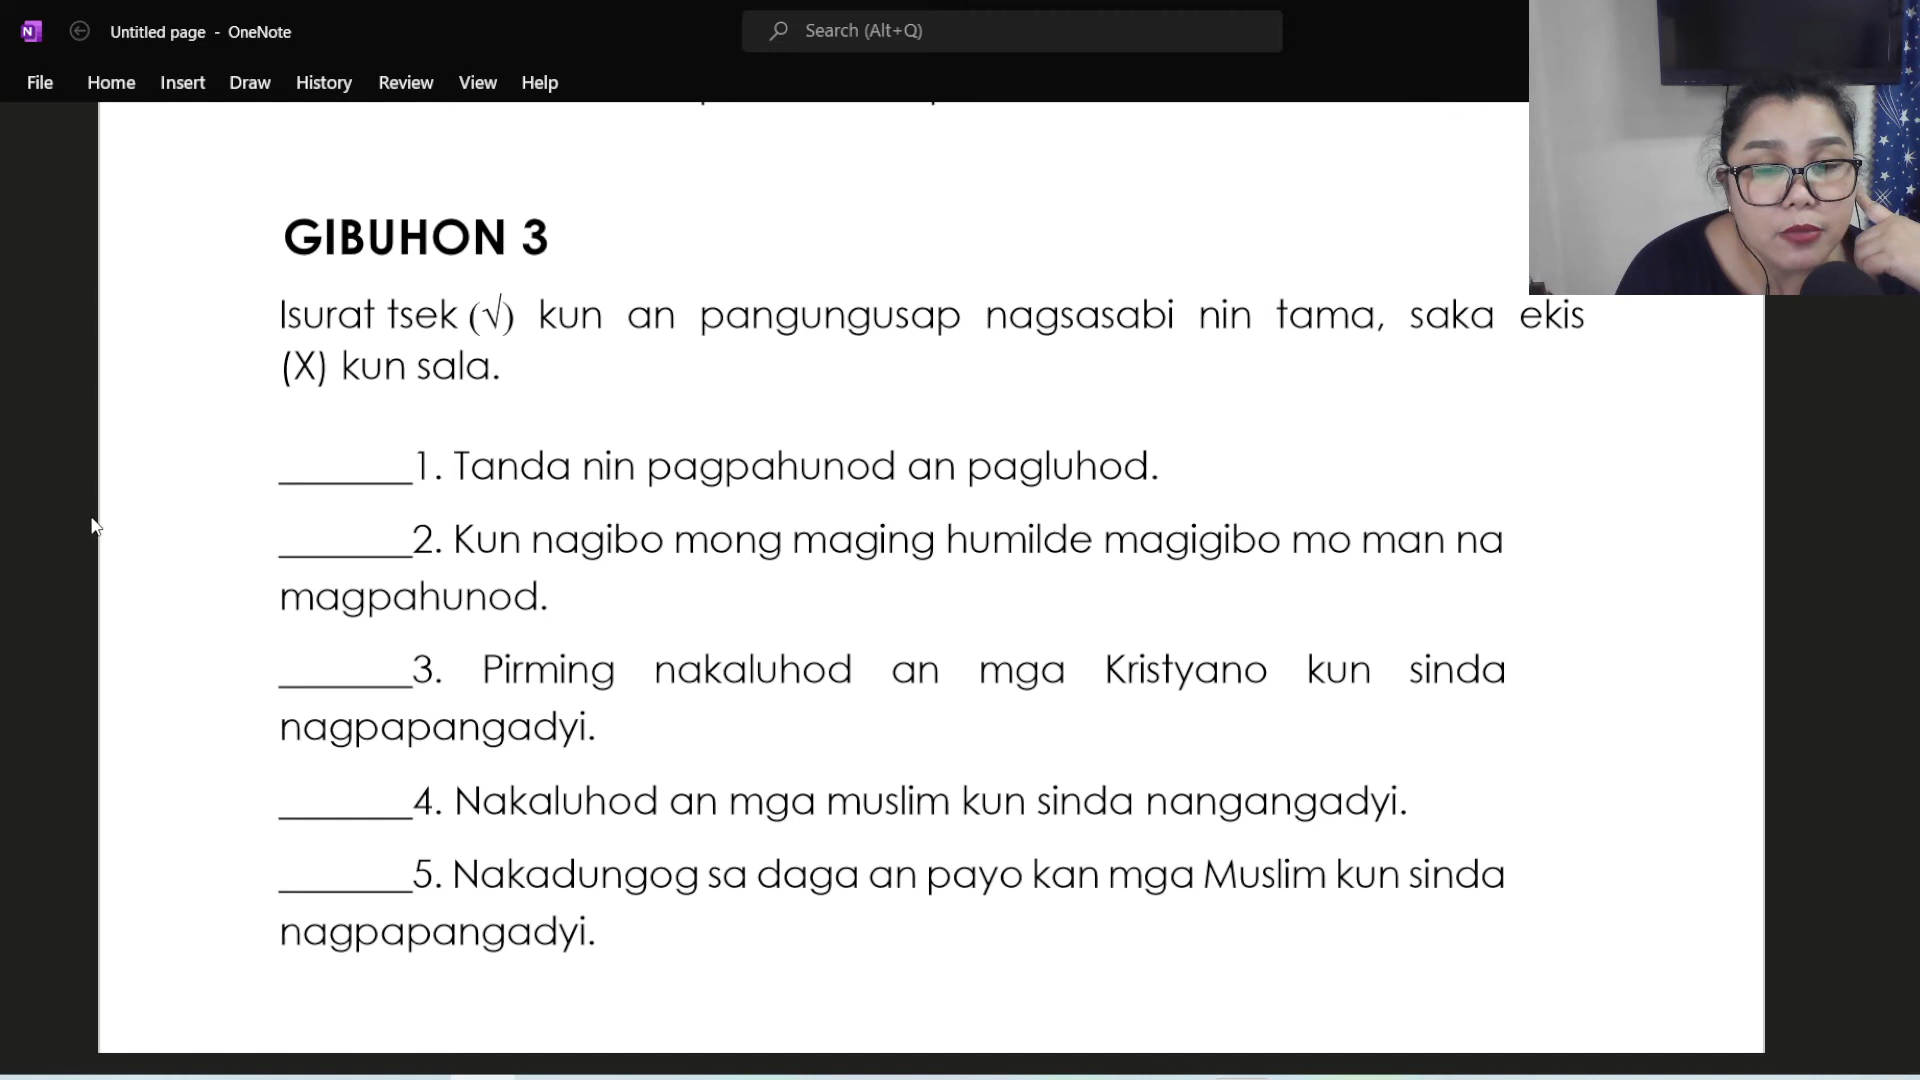 Untitled page - OneNote
Search (Alt+Q)
File Home Insert Draw History Review View Help
GIBUHON 3
Isurat tsek (√) kun an pangungusap nagsasabi nin tama, saka ekis
(X) kun sala.
_______1. Tanda nin pagpahunod an pagluhod.
_______2. Kun nagibo mong maging humilde magigibo mo man na
magpahunod.
_______3. Pirming nakaluhod an mga Kristyano kun sinda
nagpapangadyi.
_______4. Nakaluhod an mga muslim kun sinda nangangadyi.
_______5. Nakadungog sa daga an payo kan mga Muslim kun sinda
nagpapangadyi.